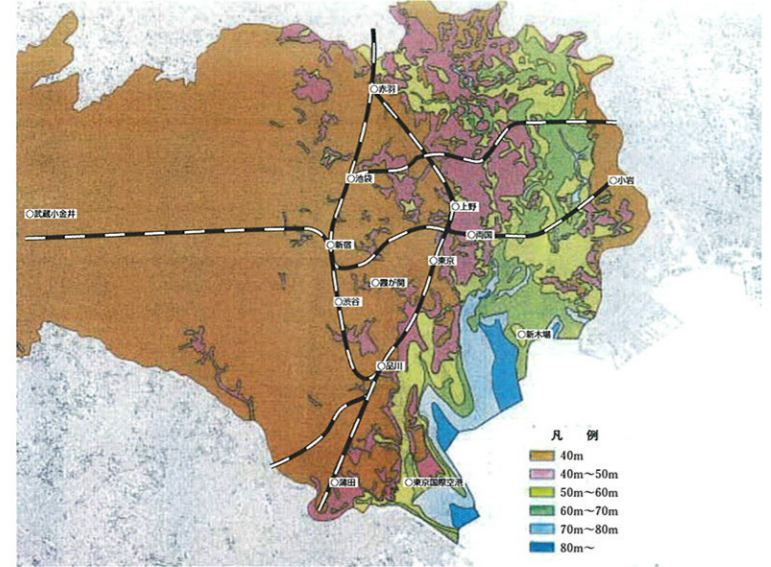 ○赤羽
○池袋
○小岩
○上野
○武蔵小金井
○両国
○新宿
○東京
○霞が関
○渋谷
○新木場
○品川
○蒲田
○東京国際空港
凡 例
40m
40m～50m
50m～60m
60m～70m
70m～80m
80m～